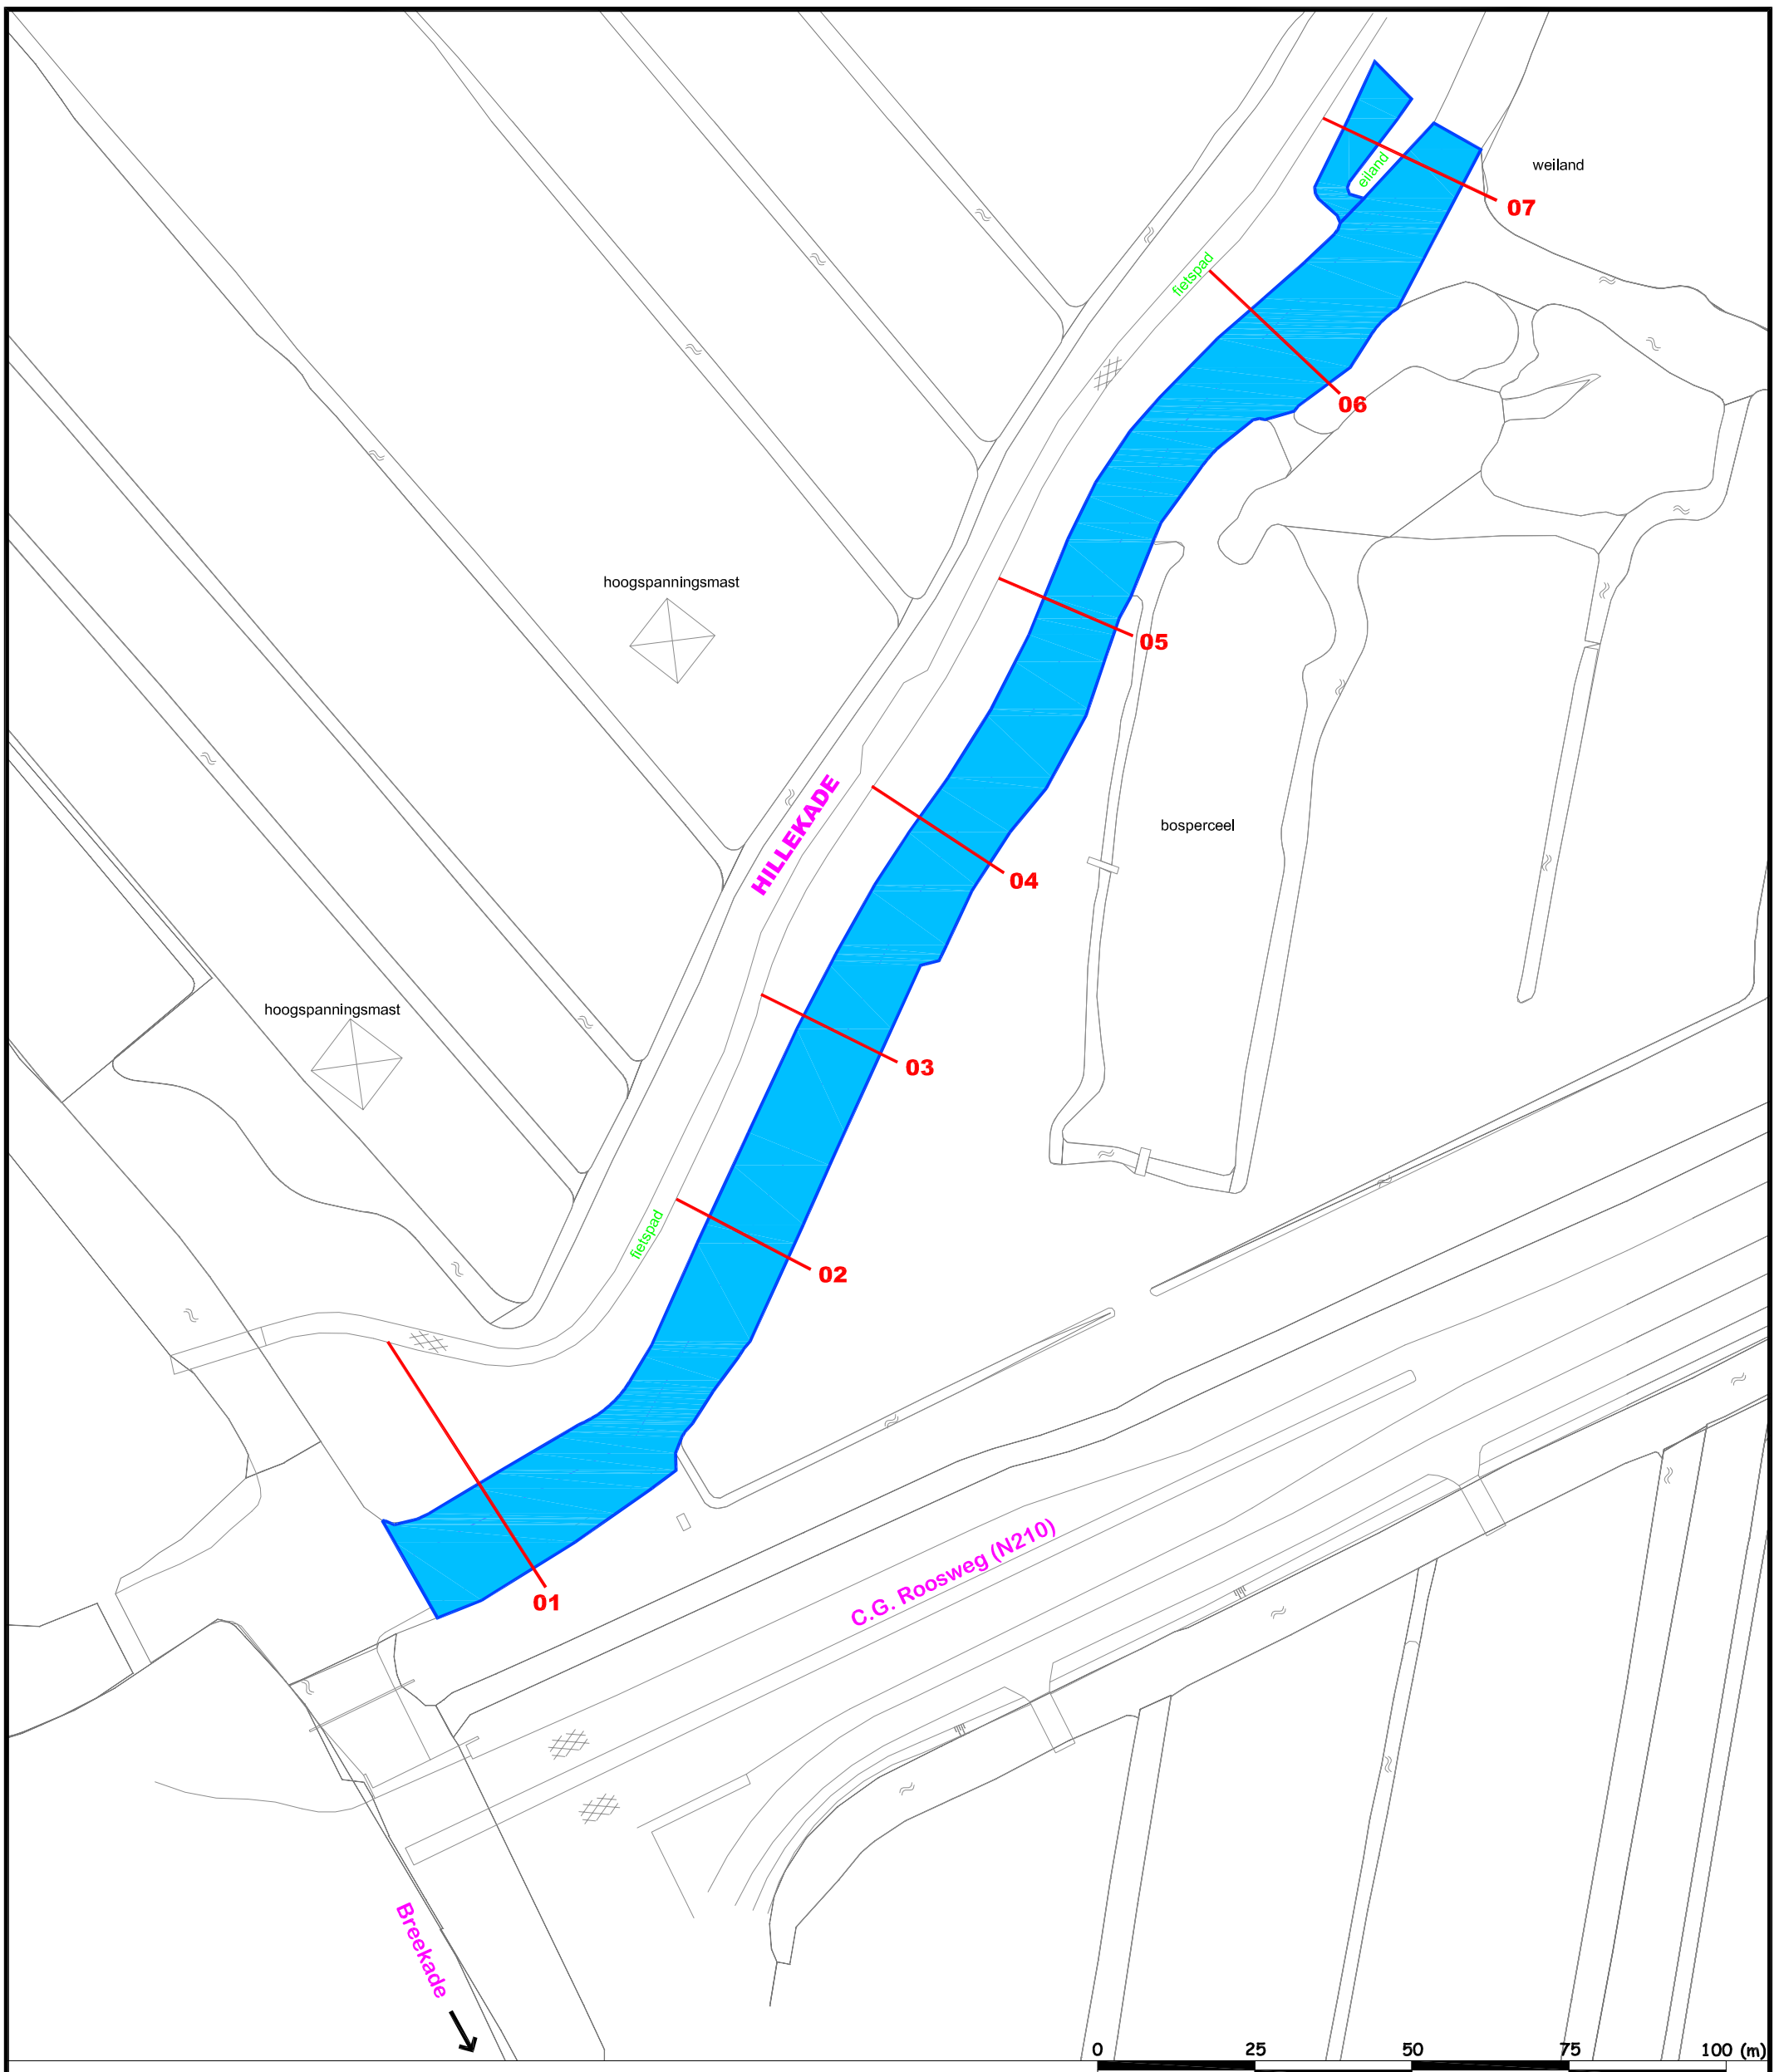 weiland
eiland
07
fietspad
06
hoogspanningsmast
05
HILLEKADE
bosperceel
04
hoogspanningsmast
03
fietspad
02
01
C.G. Roosweg (N210)
Breekade
0 25 50 75 100 (m)